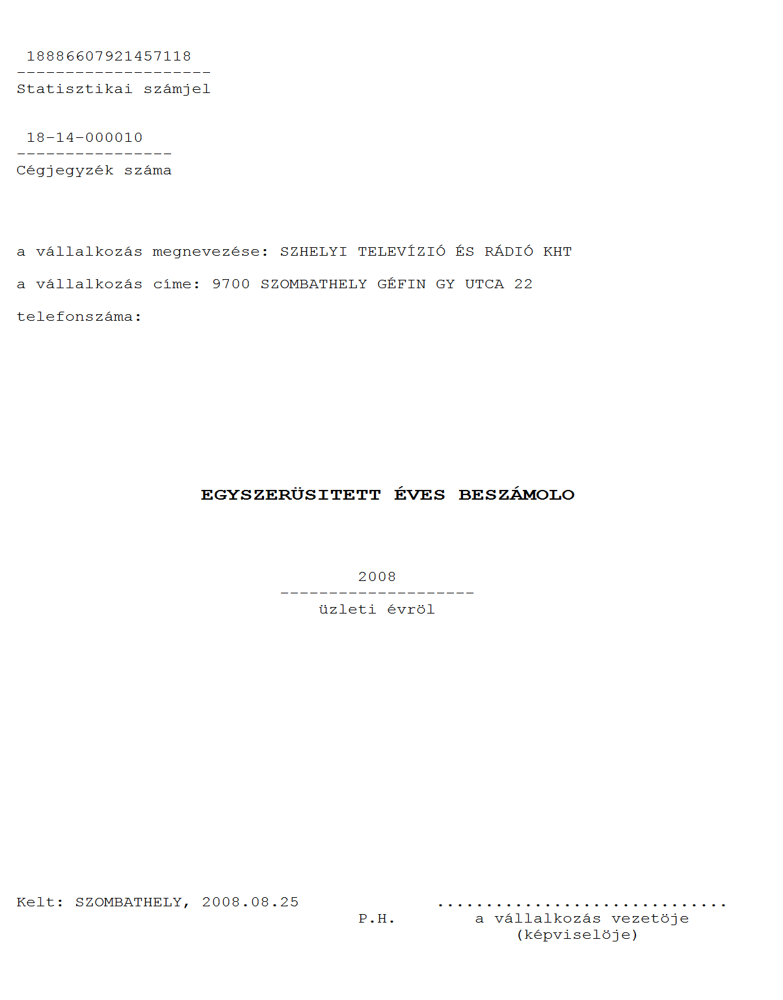 18886607921457118
--------------------
Statisztikai számjel
18-14-000010
----------------
Cégjegyzék száma
a vállalkozás megnevezése: SZHELYI TELEVÍZIÓ ÉS RÁDIÓ KHT
a vállalkozás címe: 9700 SZOMBATHELY GÉFIN GY UTCA 22
telefonszáma:
EGYSZERÜSITETT ÉVES BESZÁMOLO
2008
--------------------
üzleti évröl
Kelt: SZOMBATHELY, 2008.08.25 ..............................
P.H. a vállalkozás vezetöje
(képviselöje)